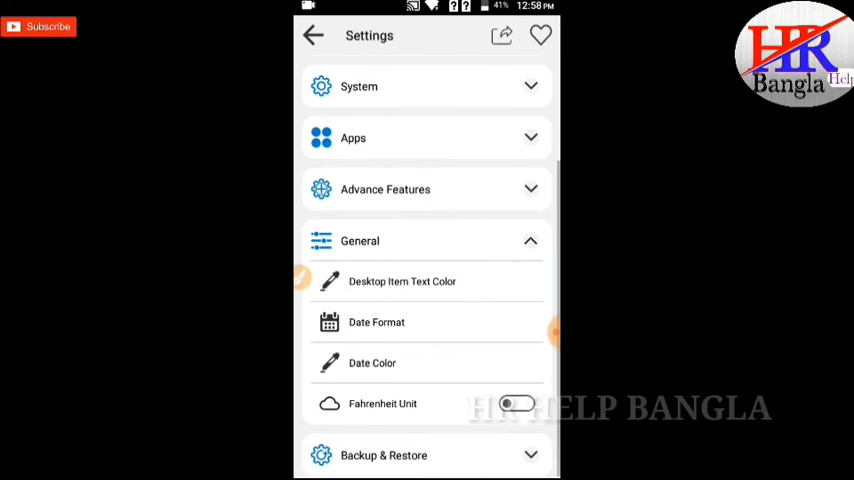 41% 12:58 PM
Subscribe
Settings
HR
Bangla Help
System
Apps
Advance Features
General
Desktop Item Text Color
Date Format
Date Color
Fahrenheit Unit
HR HELP BANGLA
Backup & Restore